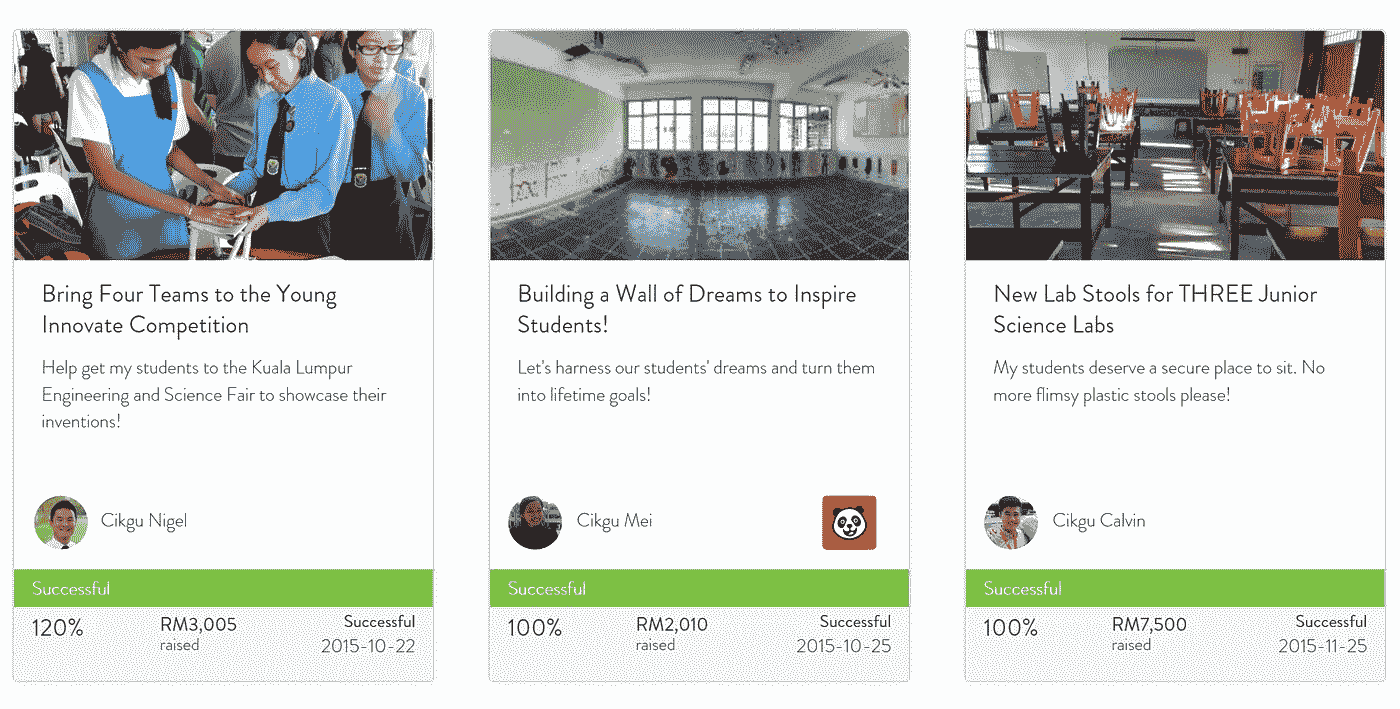 Bring Four Teams to the Young
Innovate Competition
Help get my students to the Kuala Lumpur
Engineering and Science Fair to showcase their
inventions!
Cikgu Nigel
Successful
120%
RM3,005
raised
Successful
2015-10-22
Building a Wall of Dreams to Inspire
Students!
Let's harness our students' dreams and turn them
into lifetime goals!
Cikgu Mei
Successful
100%
RM2,010
raised
Successful
2015-10-25
New Lab Stools for THREE Junior
Science Labs
My students deserve a secure place to sit. No
more flimsy plastic stools please!
Cikgu Calvin
Successful
100%
RM7,500
raised
Successful
2015-11-25